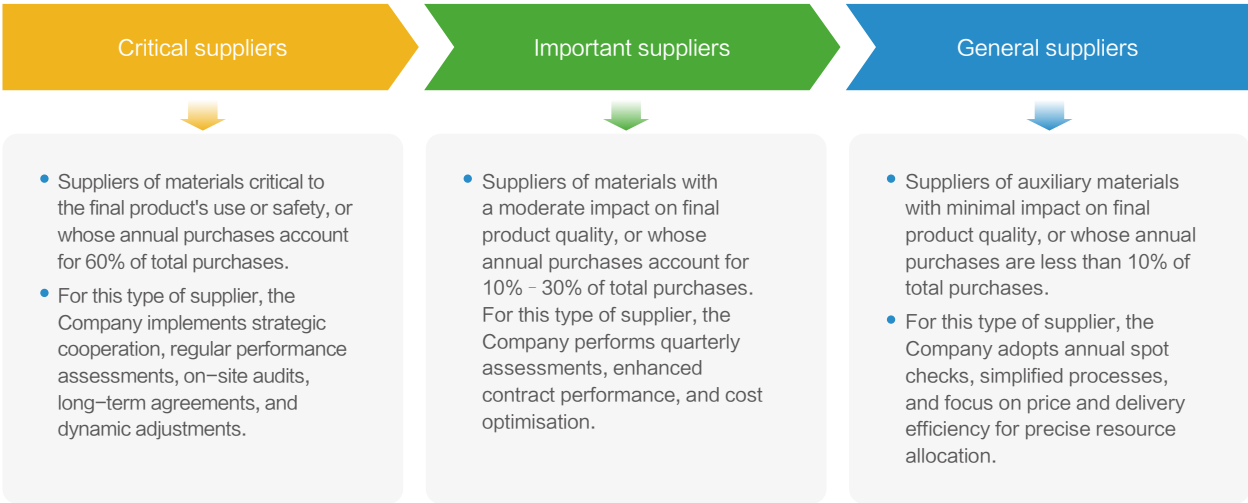 Critical suppliers
Important suppliers
General suppliers
• Suppliers of materials critical to
the final product's use or safety, or
whose annual purchases account
for 60% of total purchases.
• For this type of supplier, the
Company implements strategic
cooperation, regular performance
assessments, on-site audits,
long-term agreements, and
dynamic adjustments.
• Suppliers of materials with
a moderate impact on final
product quality, or whose
annual purchases account for
10% - 30% of total purchases.
For this type of supplier, the
Company performs quarterly
assessments, enhanced
contract performance, and cost
optimisation.
• Suppliers of auxiliary materials
with minimal impact on final
product quality, or whose annual
purchases are less than 10% of
total purchases.
• For this type of supplier, the
Company adopts annual spot
checks, simplified processes,
and focus on price and delivery
efficiency for precise resource
allocation.